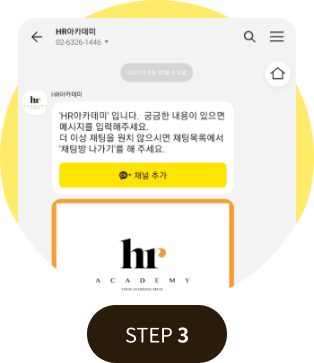 HR아카데미
02-6326-1446
HR아카데미
hr
'HR아카데미' 입니다. 궁금한 내용이 있으면
메시지를 입력해주세요.
더 이상 채팅을 원치 않으시면 채팅목록에서
'채팅방 나가기'를 해 주세요.
채널 추가
hr
ACADEMY
YOUR LEARNING MATE
STEP 3